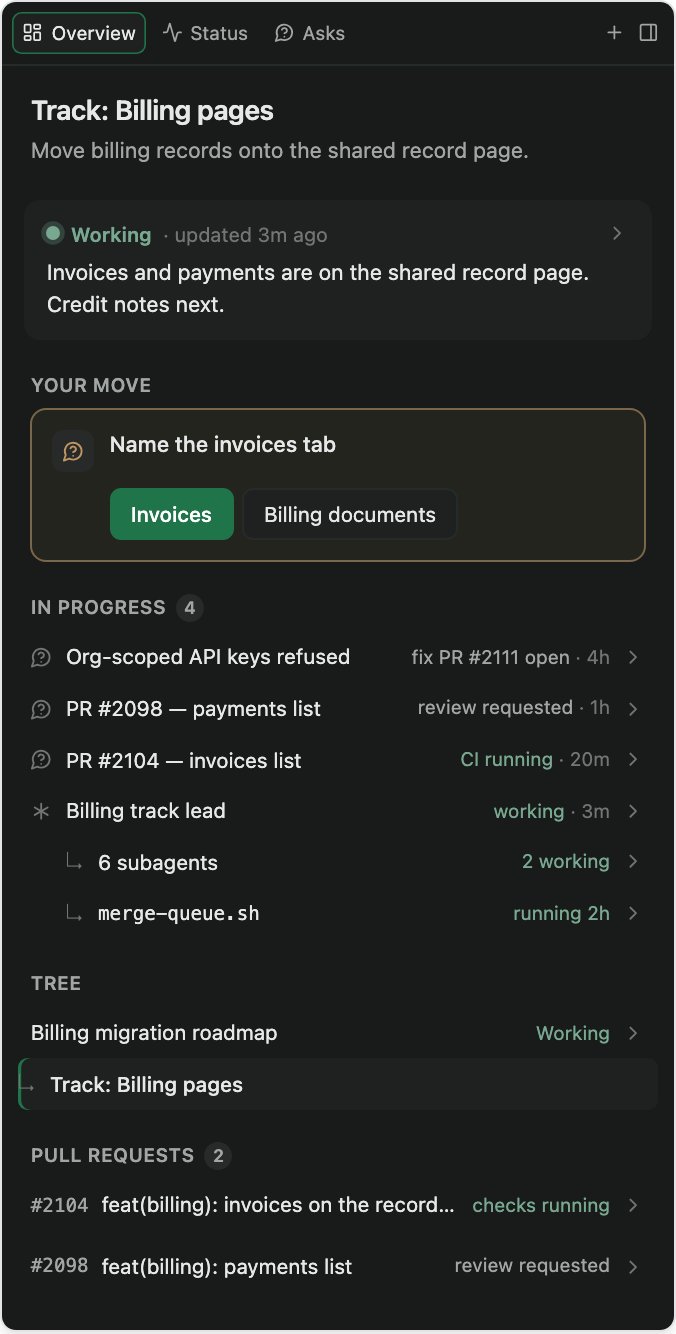 Overview Status Asks
Track: Billing pages
Move billing records onto the shared record page.
Working · updated 3m ago
Invoices and payments are on the shared record page.
Credit notes next.
YOUR MOVE
Name the invoices tab
Invoices Billing documents
IN PROGRESS 4
Org-scoped API keys refused fix PR #2111 open · 4h
PR #2098 — payments list review requested · 1h
PR #2104 — invoices list CI running · 20m
Billing track lead working · 3m
6 subagents 2 working
merge-queue.sh running 2h
TREE
Billing migration roadmap Working
Track: Billing pages
PULL REQUESTS 2
#2104 feat(billing): invoices on the record... checks running
#2098 feat(billing): payments list review requested